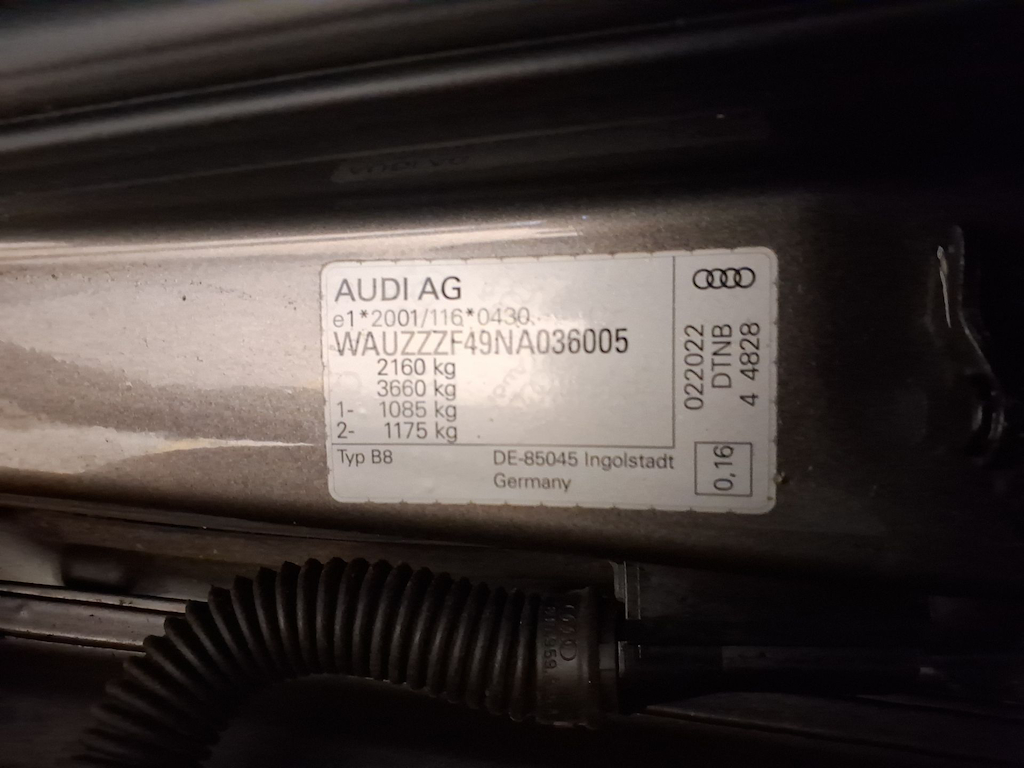 AUDI AG
e1*2001/116*0430
WAUZZZF49NA036005
2160 kg
3660 kg
1- 1085 kg
2- 1175 kg
Typ B8
DE-85045 Ingolstadt
Germany
022022
DTNB
4 4828
0,16